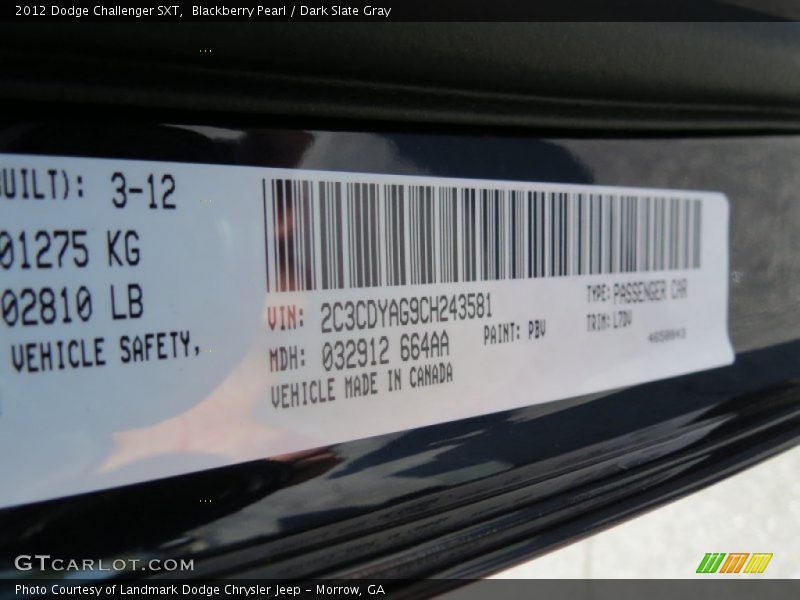 2012 Dodge Challenger SXT,  Blackberry Pearl / Dark Slate Gray
BUILT): 3-12
01275 KG
02810 LB
VEHICLE SAFETY,
VIN: 2C3CDYAG9CH243581
TYPE: PASSENGER CAR
MDH: 032912 664AA
PAINT: PBV
TRIM: L7DV
VEHICLE MADE IN CANADA
GTCARLOT.COM
Photo Courtesy of Landmark Dodge Chrysler Jeep - Morrow, GA